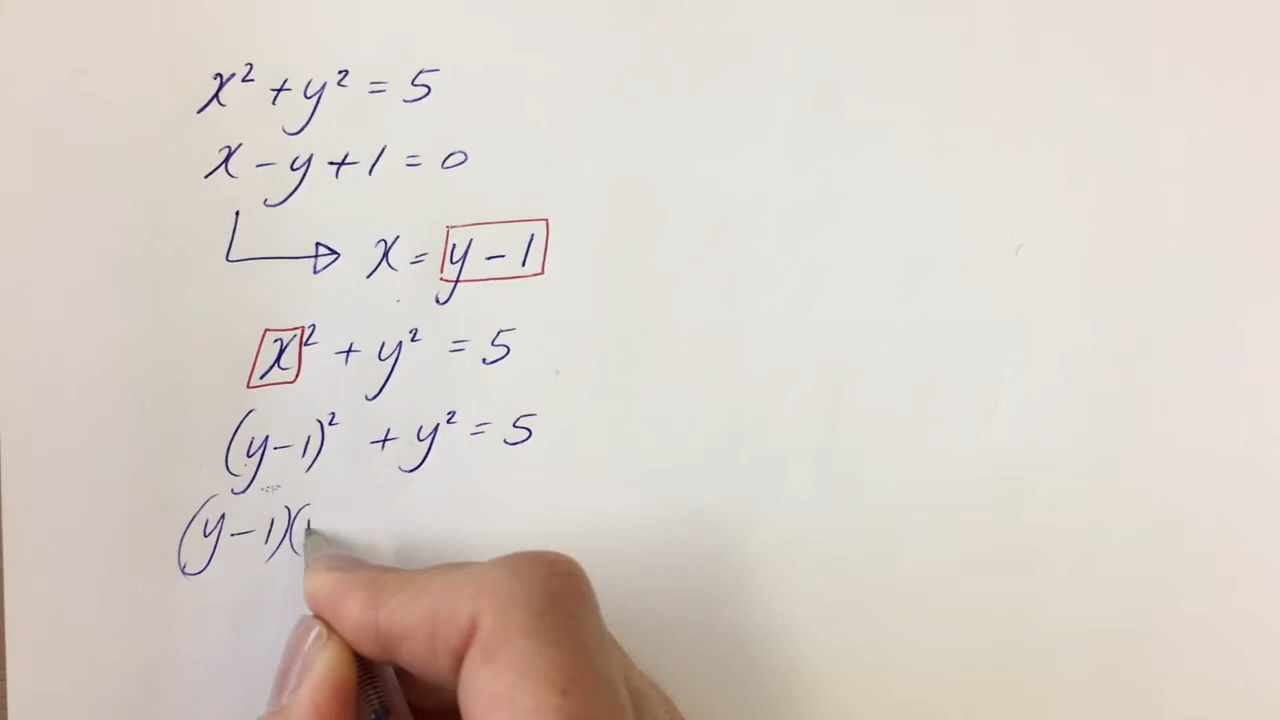 x² + y² = 5
x - y + 1 = 0
x = y - 1
x² + y² = 5
(y - 1)² + y² = 5
(y - 1)(